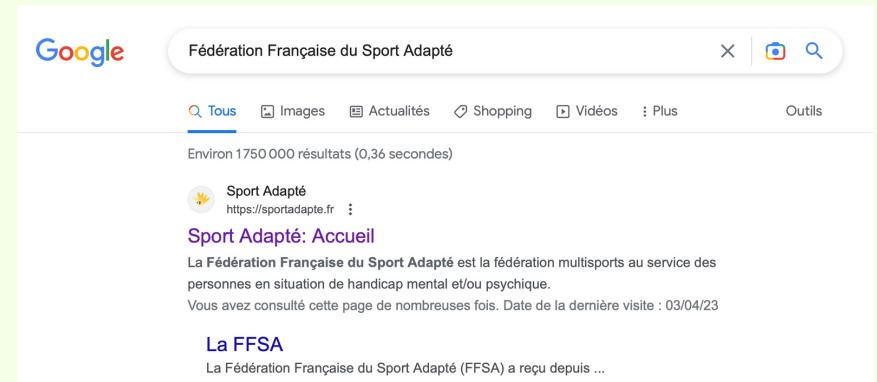 Google
Fédération Française du Sport Adapté
Tous Images Actualités Shopping Vidéos Plus Outils
Environ 1 750 000 résultats (0,36 secondes)
Sport Adapté
https://sportadapte.fr
Sport Adapté: Accueil
La Fédération Française du Sport Adapté est la fédération multisports au service des
personnes en situation de handicap mental et/ou psychique.
Vous avez consulté cette page de nombreuses fois. Date de la dernière visite : 03/04/23
La FFSA
La Fédération Française du Sport Adapté (FFSA) a reçu depuis ...